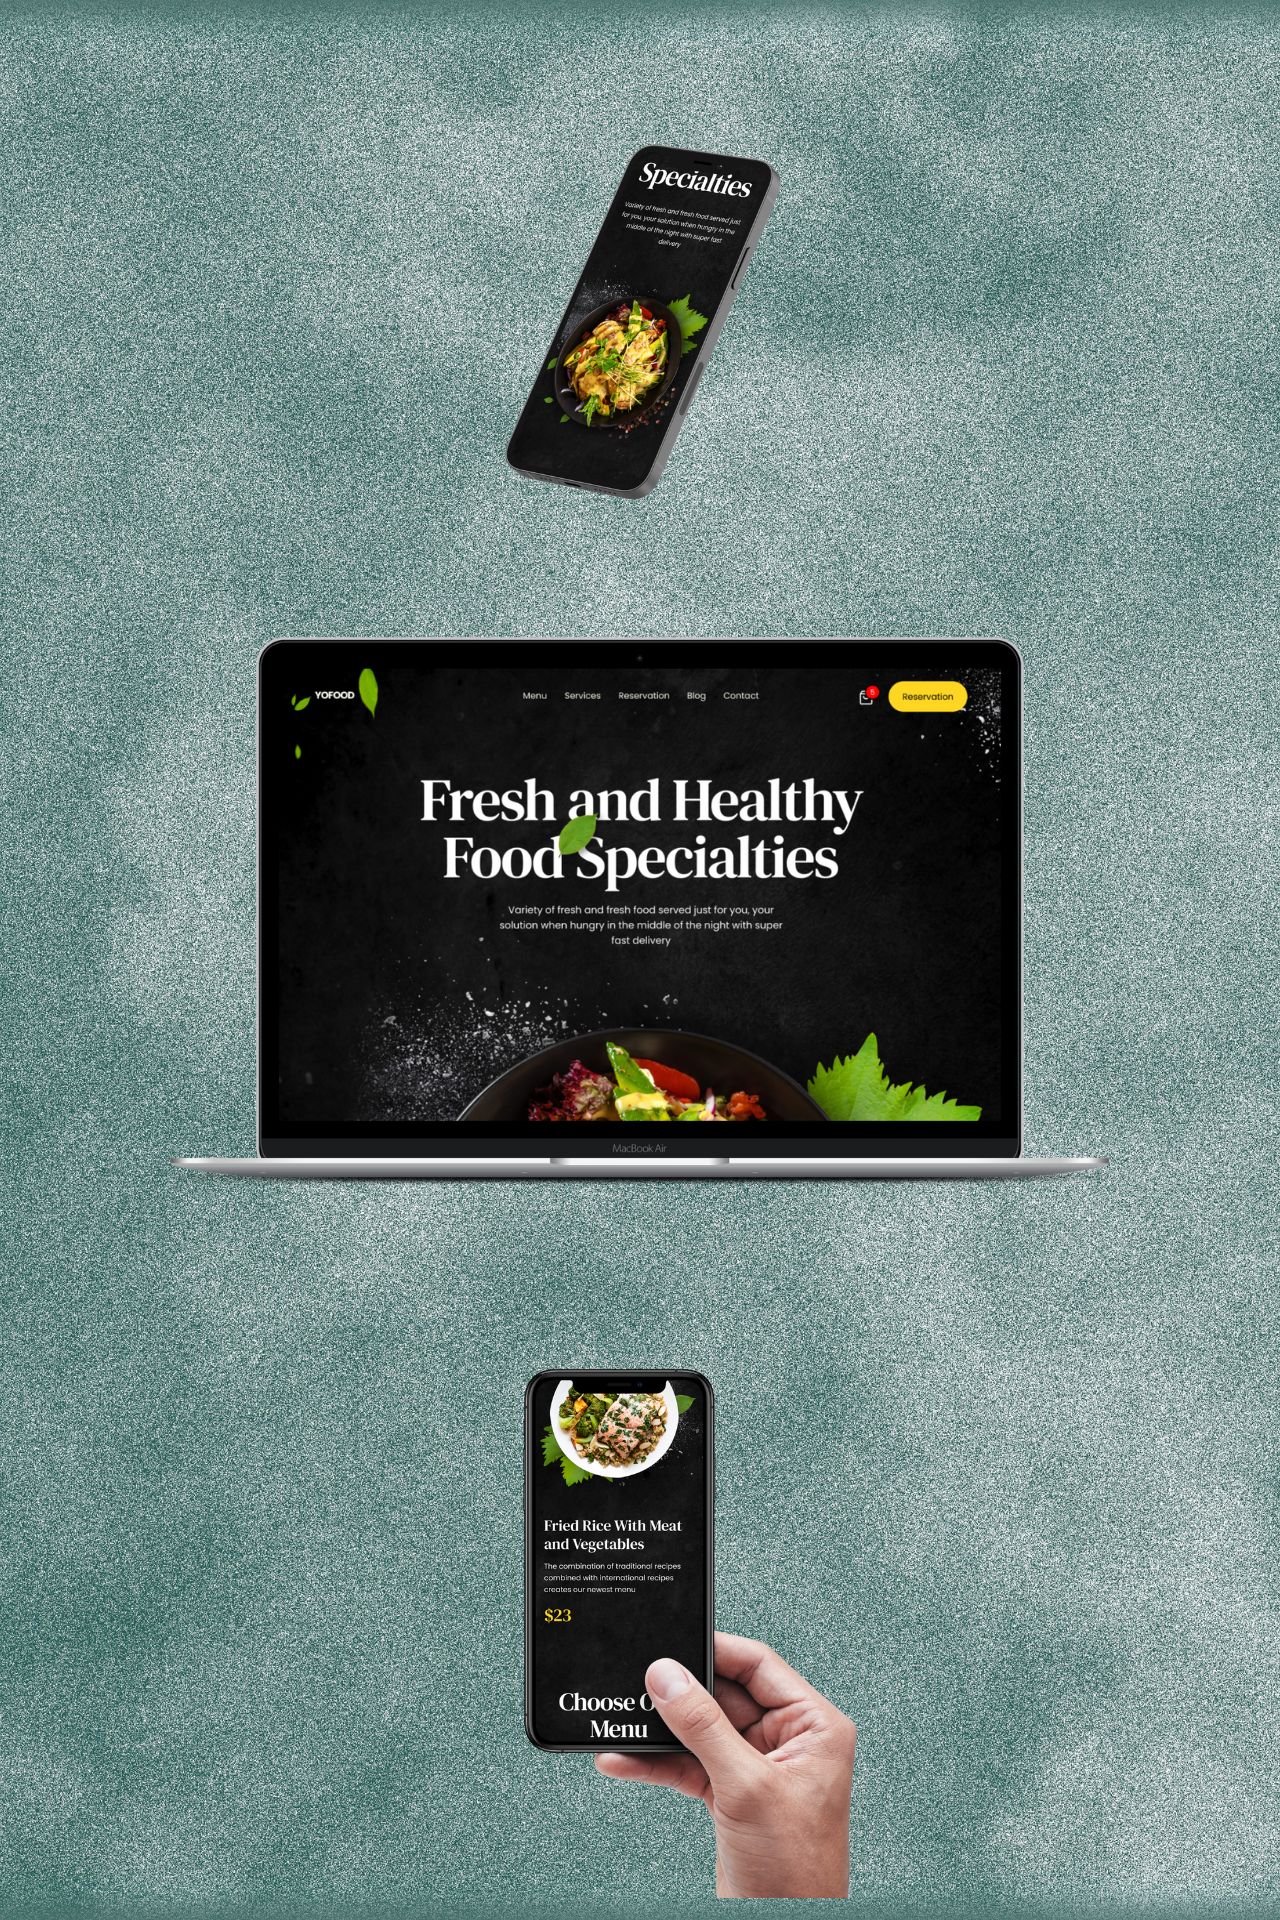 Specialties
Variety of fresh and fresh food served just
for you, your solution when hungry in the
middle of the night with super fast
delivery
YOFOOD
Menu Services Reservation Blog Contact
5
Reservation
Fresh and Healthy
Food Specialties
Variety of fresh and fresh food served just for you, your
solution when hungry in the middle of the night with super
fast delivery
MacBook Air
Fried Rice With Meat
and Vegetables
The combination of traditional recipes
combined with international recipes
creates our newest menu
$23
Choose
Menu